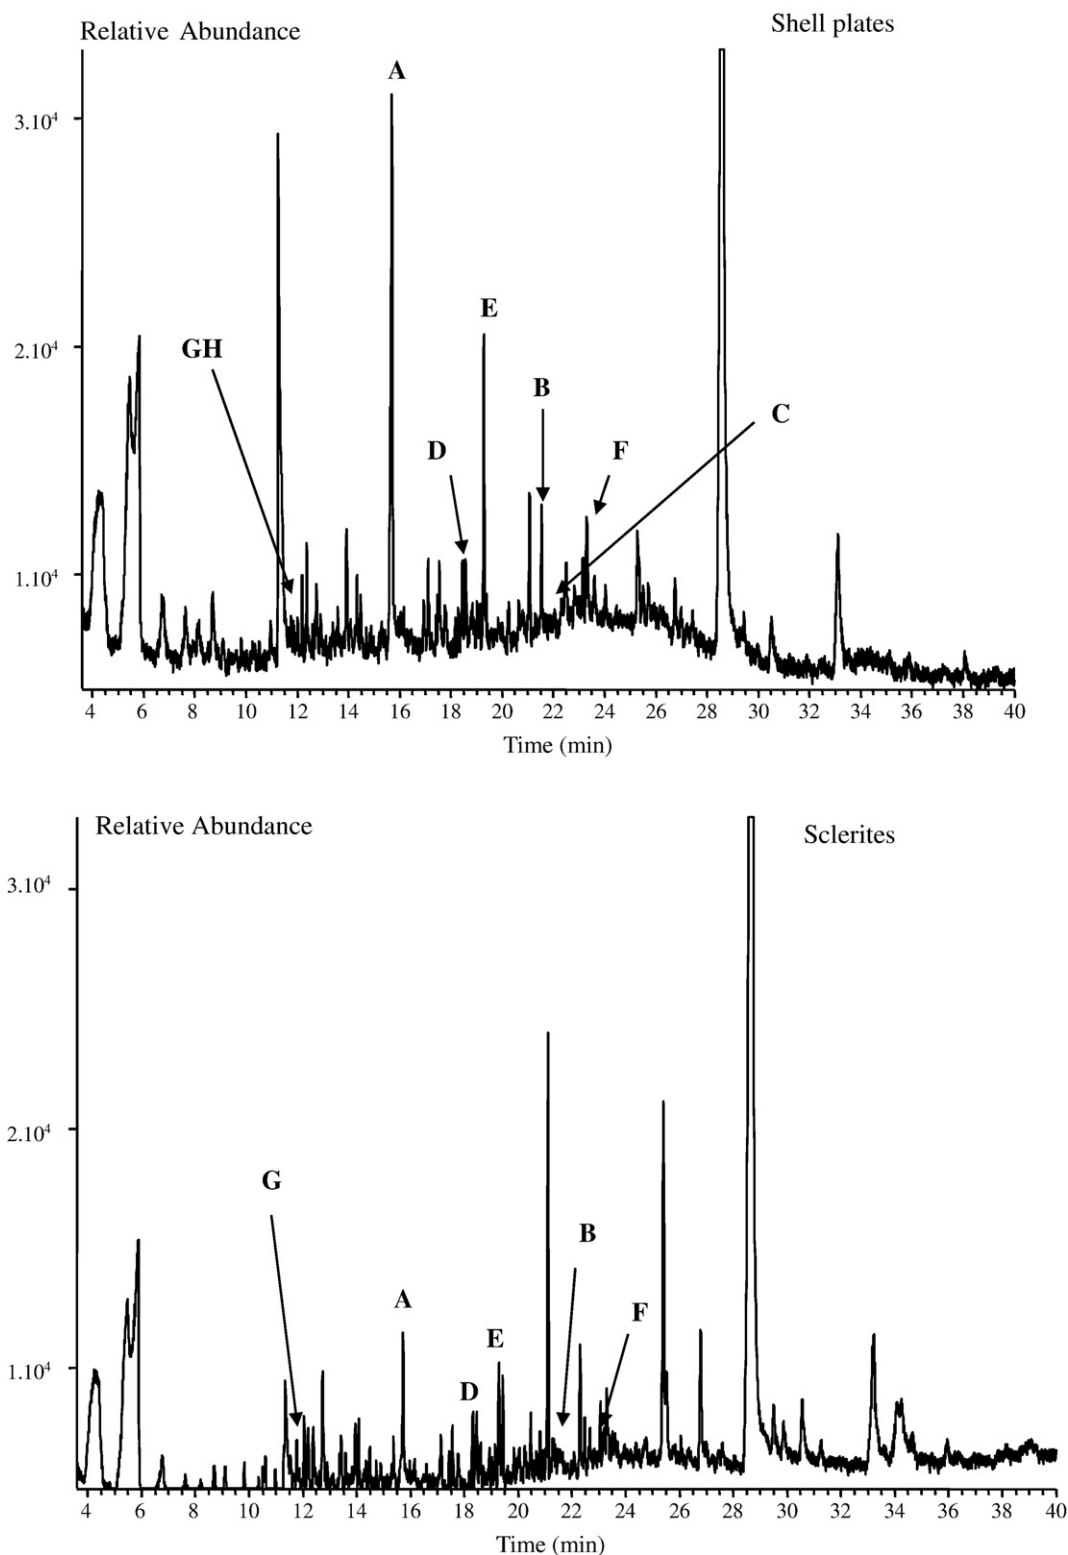 Relative Abundance
Shell plates
3.10⁴
A
2.10⁴
GH
E
B
C
D
F
1.10⁴
4 6 8 10 12 14 16 18 20 22 24 26 28 30 32 34 36 38 40
Time (min)
Relative Abundance
Sclerites
3.10⁴
2.10⁴
G
B
A
F
E
1.10⁴
D
4 6 8 10 12 14 16 18 20 22 24 26 28 30 32 34 36 38 40
Time (min)